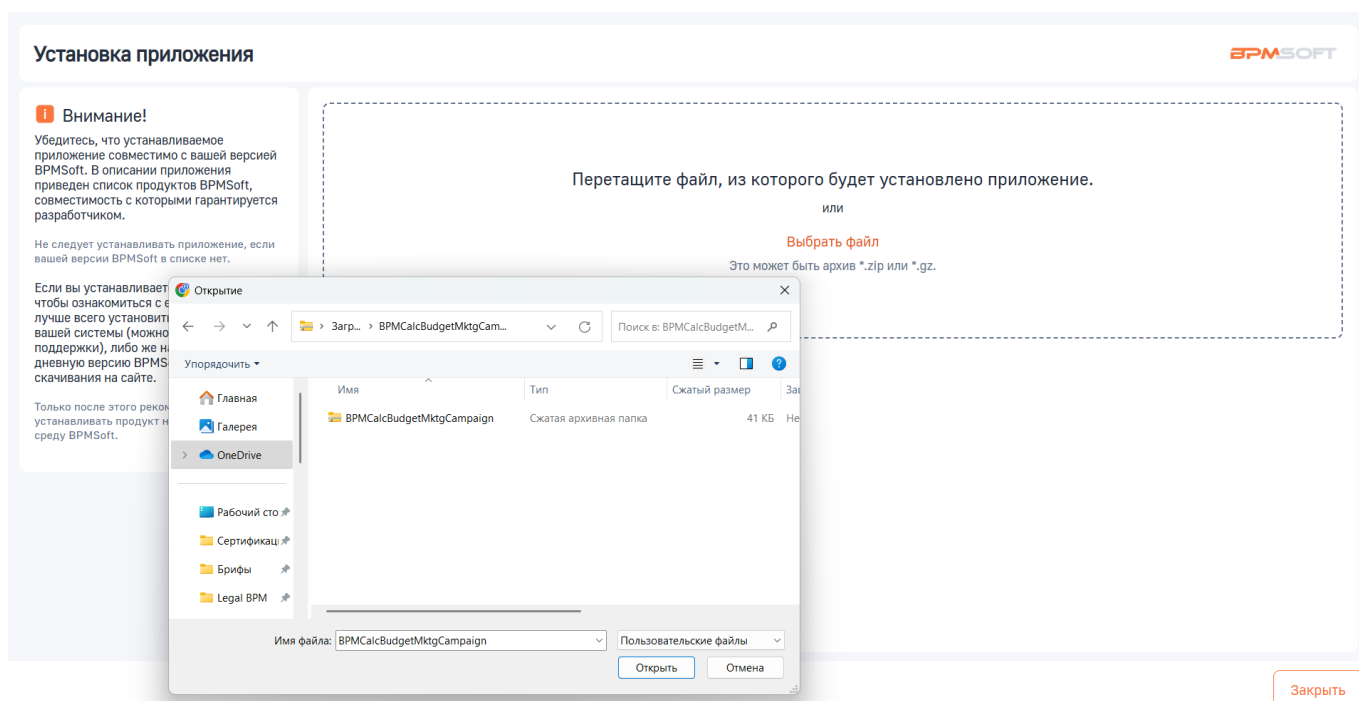 Установка приложения
BPMSOFT
Внимание!
Убедитесь, что устанавливаемое
приложение совместимо с вашей версией
BPMSoft. В описании приложения
приведен список продуктов BPMSoft,
совместимость с которыми гарантируется
разработчиком.
Не следует устанавливать приложение, если
вашей версии BPMSoft в списке нет.
Если вы устанавливает
чтобы ознакомиться с
лучше всего установит
вашей системы (можно
поддержки), либо же
дневную версию BPMS
скачивания на сайте.
Только после этого реком
устанавливать продукт
среду BPMSoft.
Перетащите файл, из которого будет установлено приложение.
или
Выбрать файл
Это может быть архив *.zip или *.gz.
Открытие
Загр... > BPMCalcBudgetMktgCam...
Поиск в: BPMCalcBudgetM...
Упорядочить
Имя Тип Сжатый размер
BPMCalcBudgetMktgCampaign Сжатая архивная папка 41 КБ Не
Главная
Галерея
OneDrive
Рабочий сто
Сертификац
Брифы
Legal BPM
Имя файла: BPMCalcBudgetMktgCampaign Пользовательские файлы
Открыть Отмена
Закрыть